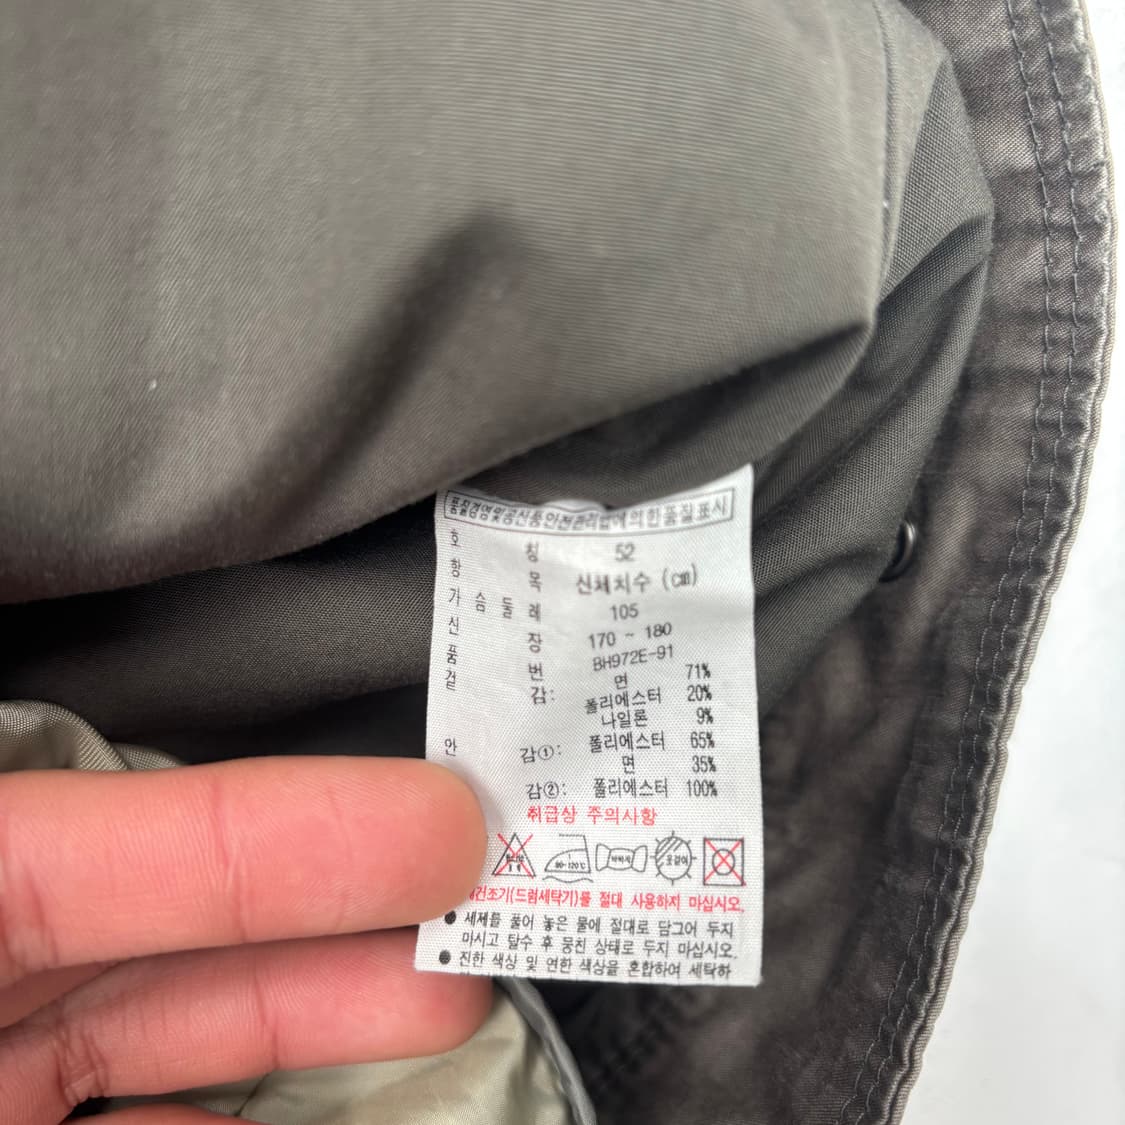 품질경영및공산품안전관리법에의한품질표시
호 칭 52
항 목 신체치수 (cm)
가 슴 둘 레 105
신 장 170 ~ 180
품 번 BH972E-91
겉 감: 면 71%
폴리에스터 20%
나일론 9%
안 감①: 폴리에스터 65%
면 35%
감②: 폴리에스터 100%
취급상 주의사항
80-120℃ 약하게 옷걸이
건조기(드럼세탁기)를 절대 사용하지 마십시오.
● 세제를 풀어 놓은 물에 절대로 담그어 두지
마시고 탈수 후 뭉친 상태로 두지 마십시오.
● 진한 색상 및 연한 색상을 혼합하여 세탁하